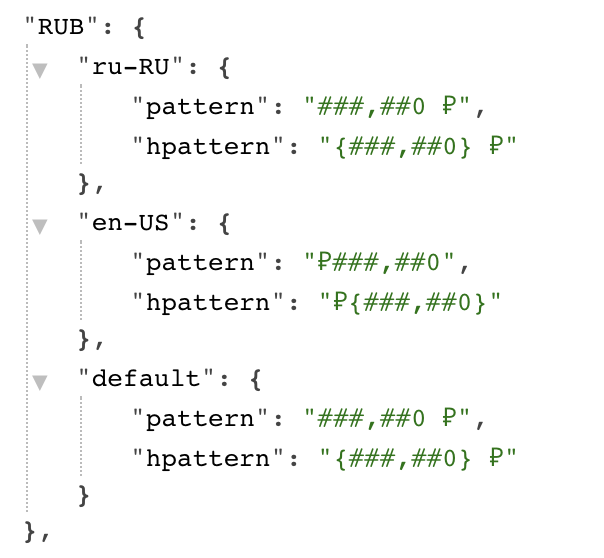 "RUB": {
"ru-RU": {
"pattern": "###,##0 ₽",
"hpattern": "{###,##0} ₽"
},
"en-US": {
"pattern": "₽###,##0",
"hpattern": "₽{###,##0}"
},
"default": {
"pattern": "###,##0 ₽",
"hpattern": "{###,##0} ₽"
}
},